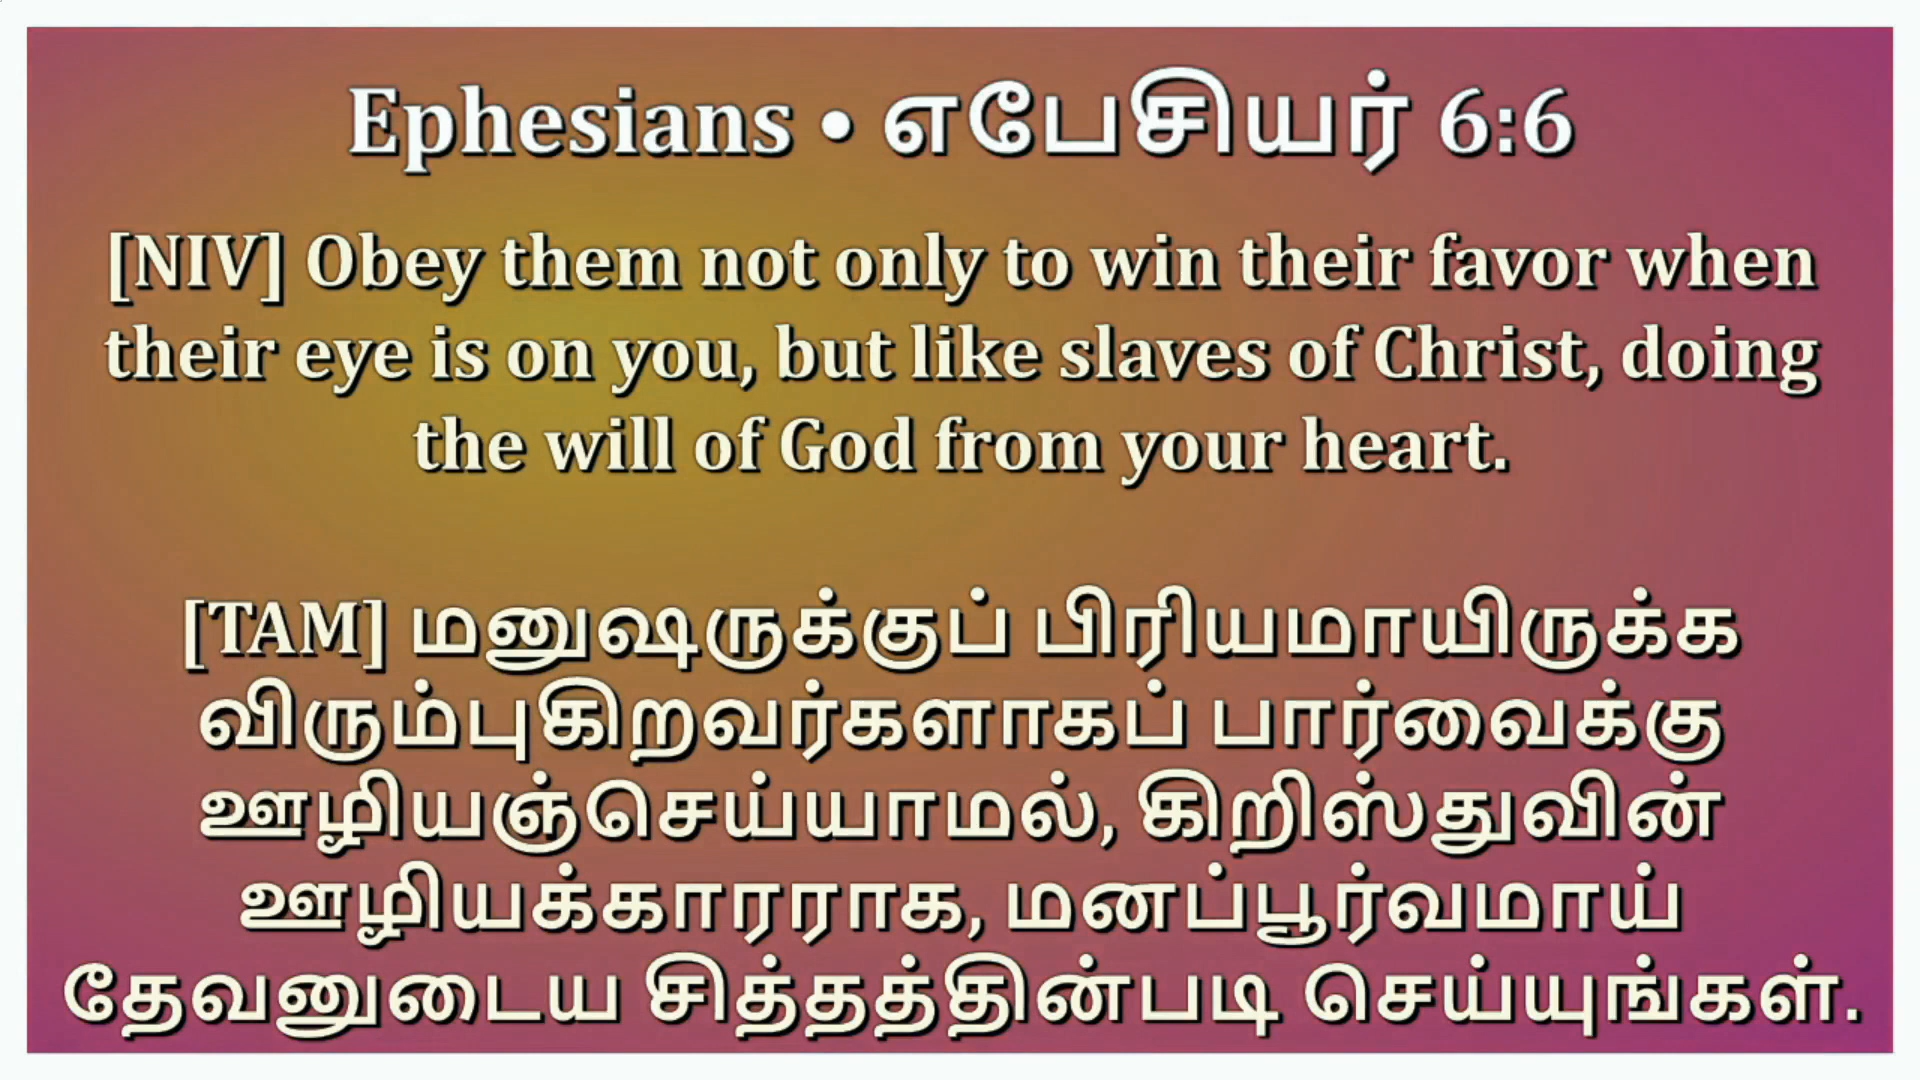 Ephesians • எபேசியர் 6:6
[NIV] Obey them not only to win their favor when
their eye is on you, but like slaves of Christ, doing
the will of God from your heart.
[TAM] மனுஷருக்குப் பிரியமாயிருக்க
விரும்புகிறவர்களாகப் பார்வைக்கு
ஊழியஞ்செய்யாமல், கிறிஸ்துவின்
ஊழியக்காரராக, மனப்பூர்வமாய்
தேவனுடைய சித்தத்தின்படி செய்யுங்கள்.